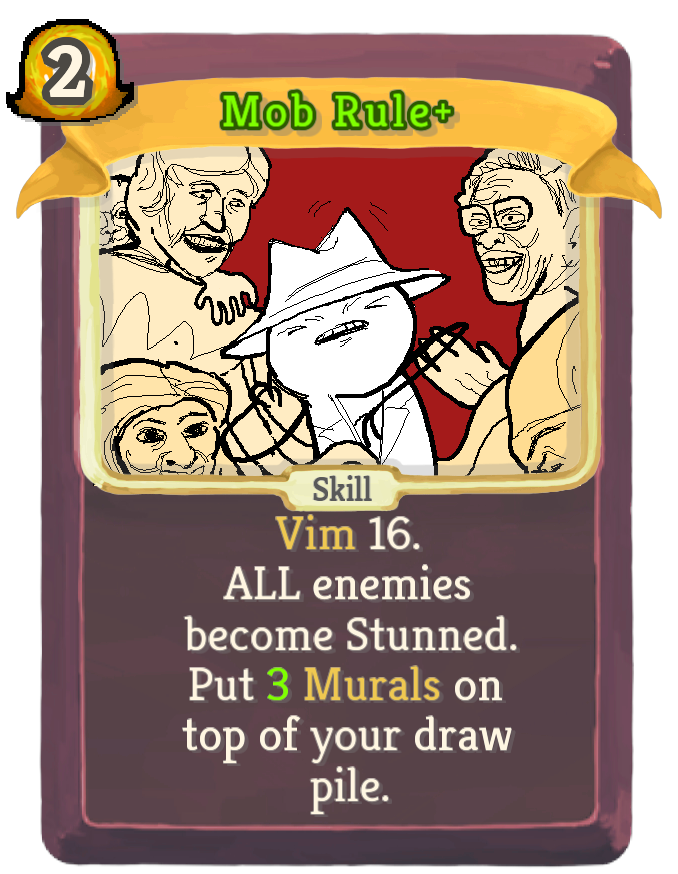 2
Mob Rule+
Skill
Vim 16.
ALL enemies
become Stunned.
Put 3 Murals on
top of your draw
pile.